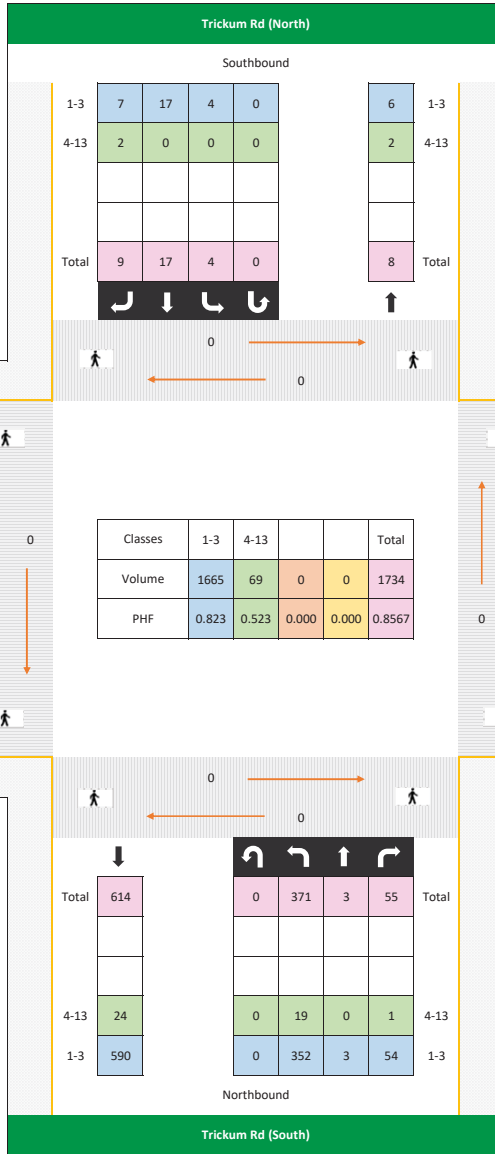 Trickum Rd (North)
Southbound
1-3 7 17 4 0 6 1-3
4-13 2 0 0 0 2 4-13
Total 9 17 4 0 8 Total
0
0
0
Classes 1-3 4-13 Total
Volume 1665 69 0 0 1734
PHF 0.823 0.523 0.000 0.000 0.8567
0
0
0
Total 614 0 371 3 55 Total
4-13 24 0 19 0 1 4-13
1-3 590 0 352 3 54 1-3
Northbound
Trickum Rd (South)